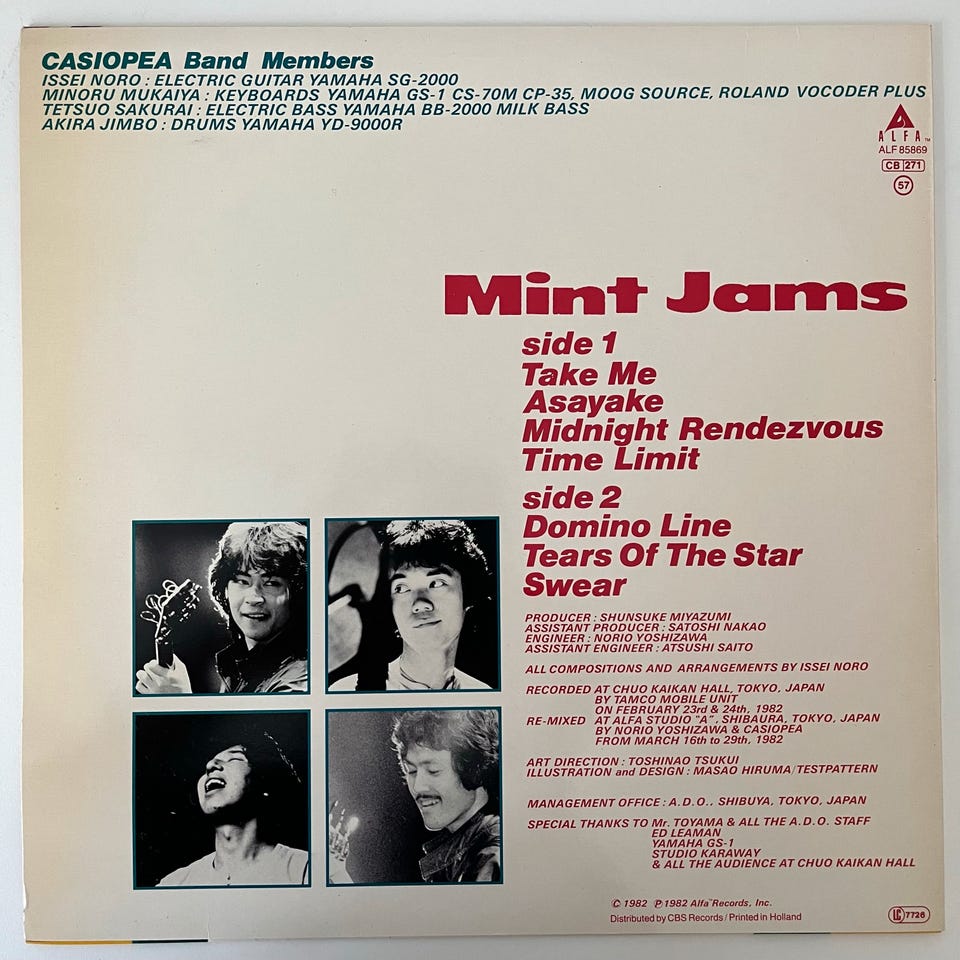 CASIOPEA Band Members
ISSEI NORO : ELECTRIC GUITAR YAMAHA SG-2000
MINORU MUKAIYA : KEYBOARDS YAMAHA GS-1 CS-70M CP-35, MOOG SOURCE, ROLAND VOCODER PLUS
TETSUO SAKURAI : ELECTRIC BASS YAMAHA BB-2000 MILK BASS
AKIRA JIMBO : DRUMS YAMAHA YD-9000R
ALFA™
ALF 85869
CB 271
57
Mint Jams
side 1
Take Me
Asayake
Midnight Rendezvous
Time Limit
side 2
Domino Line
Tears Of The Star
Swear
PRODUCER : SHUNSUKE MIYAZUMI
ASSISTANT PRODUCER : SATOSHI NAKAO
ENGINEER : NORIO YOSHIZAWA
ASSISTANT ENGINEER : ATSUSHI SAITO
ALL COMPOSITIONS AND ARRANGEMENTS BY ISSEI NORO
RECORDED AT CHUO KAIKAN HALL, TOKYO, JAPAN
BY TAMCO MOBILE UNIT
ON FEBRUARY 23rd & 24th, 1982
RE-MIXED AT ALFA STUDIO "A", SHIBAURA, TOKYO, JAPAN
BY NORIO YOSHIZAWA & CASIOPEA
FROM MARCH 16th to 29th, 1982
ART DIRECTION : TOSHINAO TSUKUI
ILLUSTRATION and DESIGN : MASAO HIRUMA/TESTPATTERN
MANAGEMENT OFFICE : A.D.O., SHIBUYA, TOKYO, JAPAN
SPECIAL THANKS TO Mr. TOYAMA & ALL THE A.D.O. STAFF
ED LEAMAN
YAMAHA GS-1
STUDIO KARAWAY
& ALL THE AUDIENCE AT CHUO KAIKAN HALL
© 1982 ℗ 1982 Alfa™ Records, Inc.
Distributed by CBS Records / Printed in Holland
LC 7726